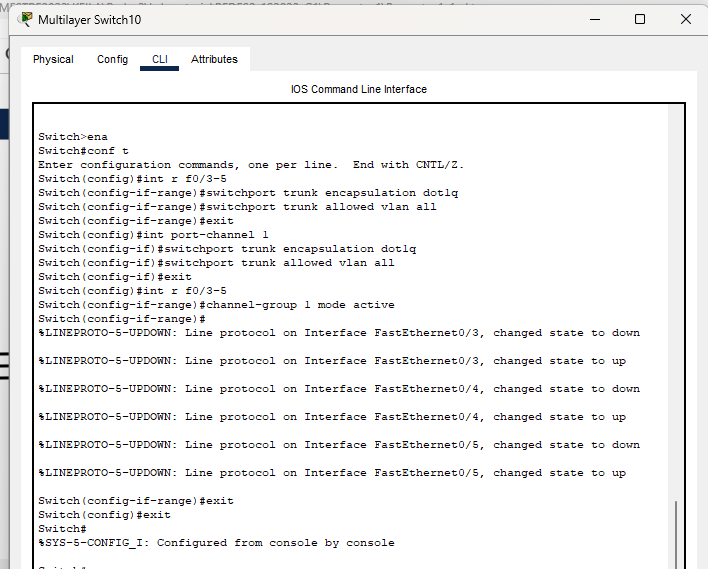 Multilayer Switch10
Physical Config CLI Attributes
IOS Command Line Interface
Switch>ena
Switch#conf t
Enter configuration commands, one per line.  End with CNTL/Z.
Switch(config)#int r f0/3-5
Switch(config-if-range)#switchport trunk encapsulation dot1q
Switch(config-if-range)#switchport trunk allowed vlan all
Switch(config-if-range)#exit
Switch(config)#int port-channel 1
Switch(config-if)#switchport trunk encapsulation dot1q
Switch(config-if)#switchport trunk allowed vlan all
Switch(config-if)#exit
Switch(config)#int r f0/3-5
Switch(config-if-range)#channel-group 1 mode active
Switch(config-if-range)#
%LINEPROTO-5-UPDOWN: Line protocol on Interface FastEthernet0/3, changed state to down
%LINEPROTO-5-UPDOWN: Line protocol on Interface FastEthernet0/3, changed state to up
%LINEPROTO-5-UPDOWN: Line protocol on Interface FastEthernet0/4, changed state to down
%LINEPROTO-5-UPDOWN: Line protocol on Interface FastEthernet0/4, changed state to up
%LINEPROTO-5-UPDOWN: Line protocol on Interface FastEthernet0/5, changed state to down
%LINEPROTO-5-UPDOWN: Line protocol on Interface FastEthernet0/5, changed state to up
Switch(config-if-range)#exit
Switch(config)#exit
Switch#
%SYS-5-CONFIG_I: Configured from console by console